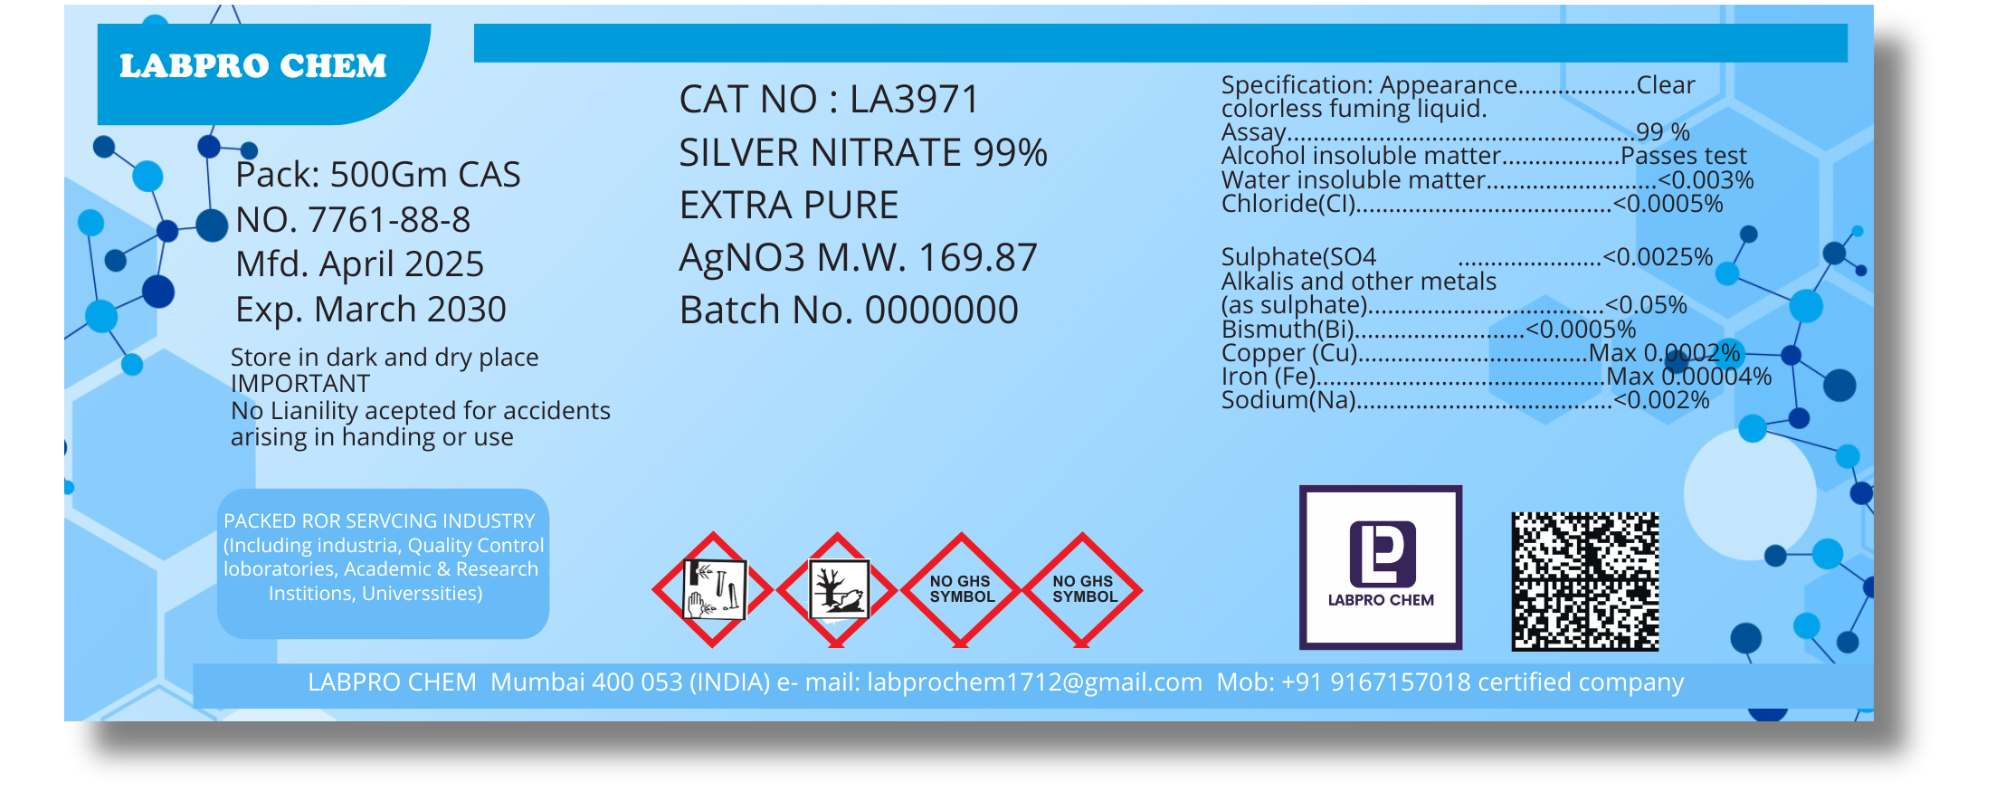 LABPRO CHEM
Pack: 500Gm CAS
NO. 7761-88-8
Mfd. April 2025
Exp. March 2030
Store in dark and dry place
IMPORTANT
No Lianility acepted for accidents
arising in handing or use
PACKED ROR SERVCING INDUSTRY
(Including industria, Quality Control
loboratories, Academic & Research
Institions, Universsities)
CAT NO : LA3971
SILVER NITRATE 99%
EXTRA PURE
AgNO3 M.W. 169.87
Batch No. 0000000
NO GHS
SYMBOL
NO GHS
SYMBOL
Specification: Appearance..................Clear
colorless fuming liquid.
Assay.....................................................99 %
Alcohol insoluble matter..................Passes test
Water insoluble matter..........................<0.003%
Chloride(Cl).......................................<0.0005%
Sulphate(SO4 ......................<0.0025%
Alkalis and other metals
(as sulphate)....................................<0.05%
Bismuth(Bi)..........................<0.0005%
Copper (Cu)...................................Max 0.0002%
Iron (Fe)............................................Max 0.00004%
Sodium(Na).......................................<0.002%
LABPRO CHEM
LABPRO CHEM Mumbai 400 053 (INDIA) e- mail: labprochem1712@gmail.com Mob: +91 9167157018 certified company